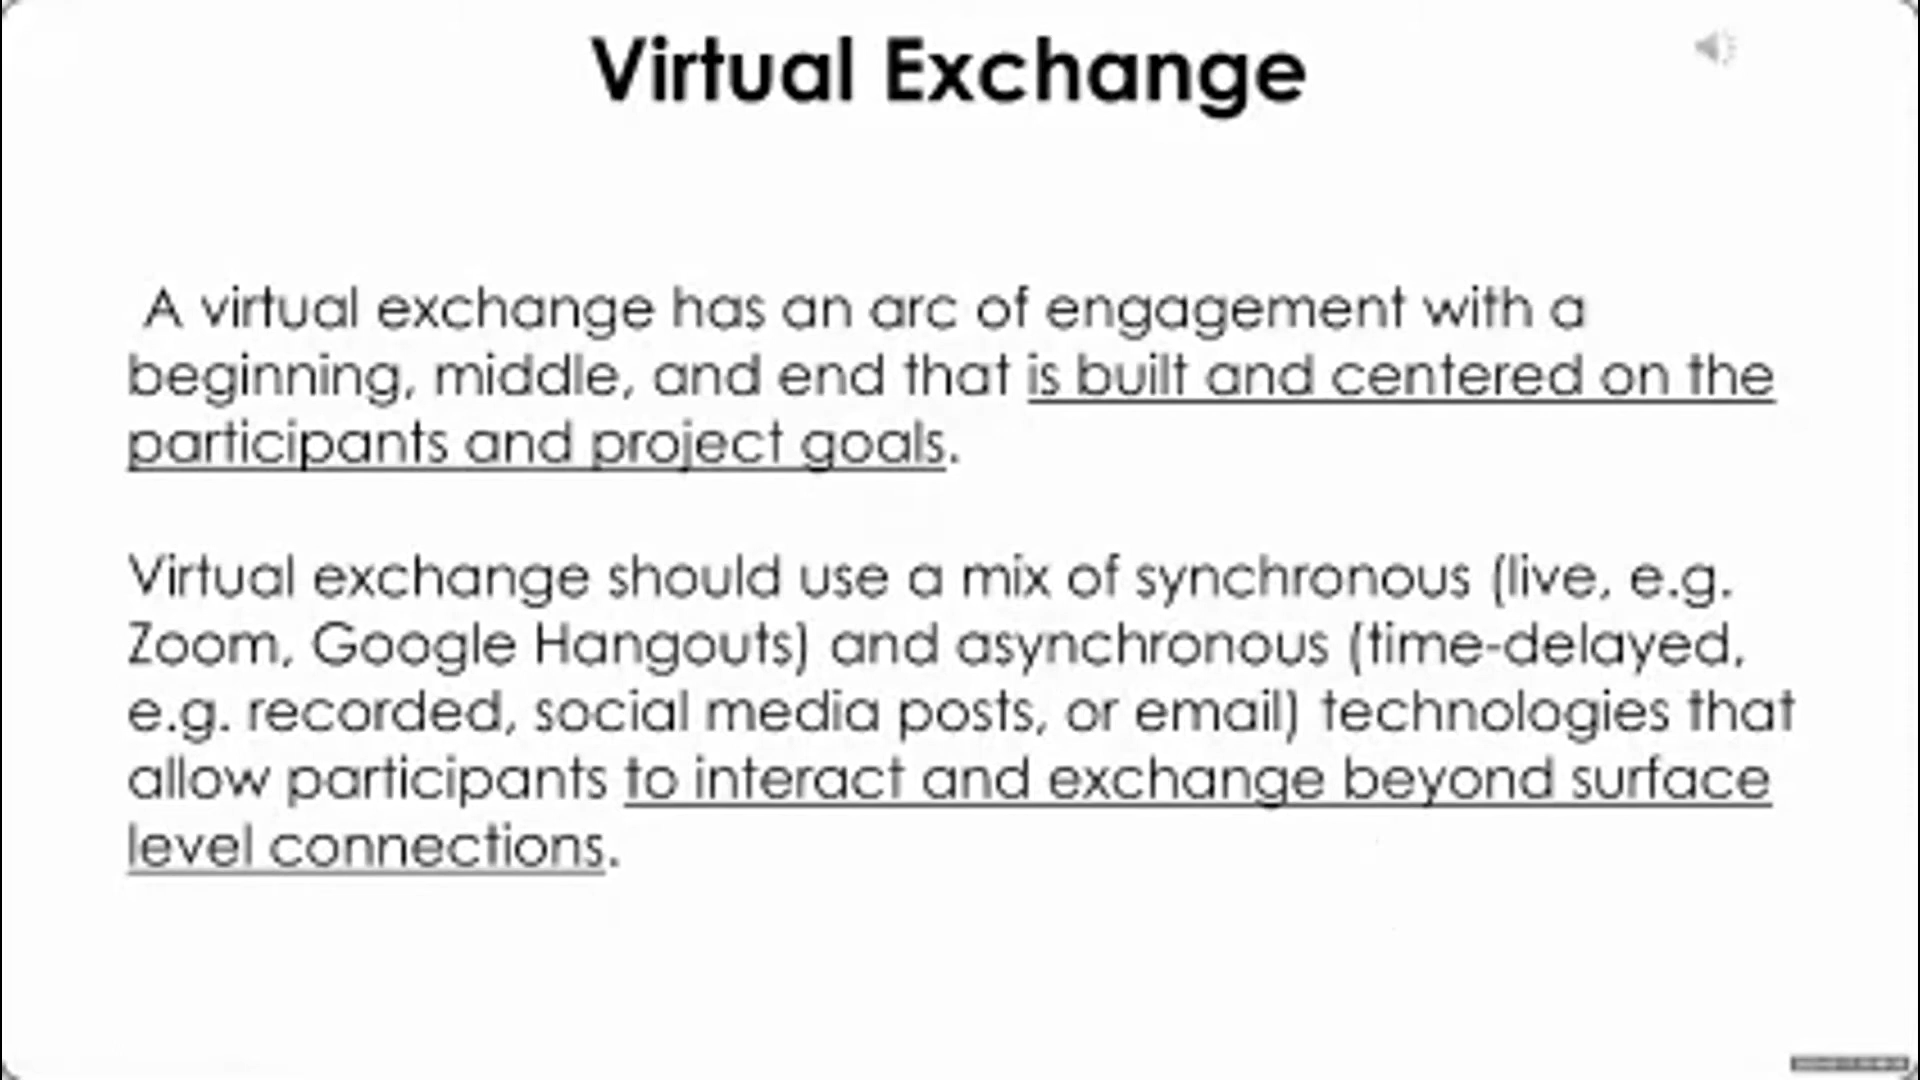 Virtual Exchange
A virtual exchange has an arc of engagement with a
beginning, middle, and end that is built and centered on the
participants and project goals.
Virtual exchange should use a mix of synchronous (live, e.g.
Zoom, Google Hangouts) and asynchronous (time-delayed,
e.g. recorded, social media posts, or email) technologies that
allow participants to interact and exchange beyond surface
level connections.